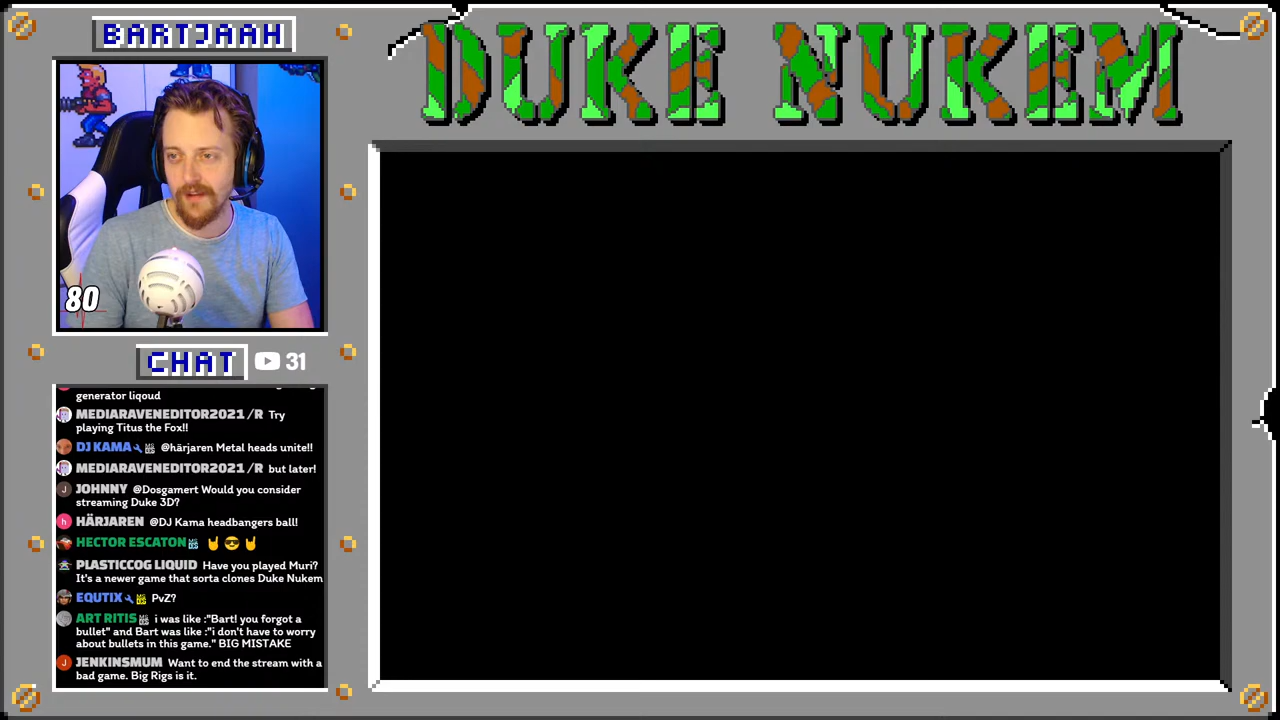 BARTJAAH
DUKE NUKEM
80
CHAT
31
generator liqoud
MEDIARAVENEDITOR2021 /R Try
playing Titus the Fox!!
DJ KAMA @härjaren Metal heads unite!!
MEDIARAVENEDITOR2021 /R but later!
JOHNNY @Dosgamert Would you consider
streaming Duke 3D?
HÄRJAREN @DJ Kama headbangers ball!
HECTOR ESCATON 🤘 😎 🤘
PLASTICCOG LIQUID Have you played Muri?
It's a newer game that sorta clones Duke Nukem
EQUTIX PvZ?
ART RITIS i was like :"Bart! you forgot a
bullet" and Bart was like :"i don't have to worry
about bullets in this game." BIG MISTAKE
JENKINSMUM Want to end the stream with a
bad game. Big Rigs is it.